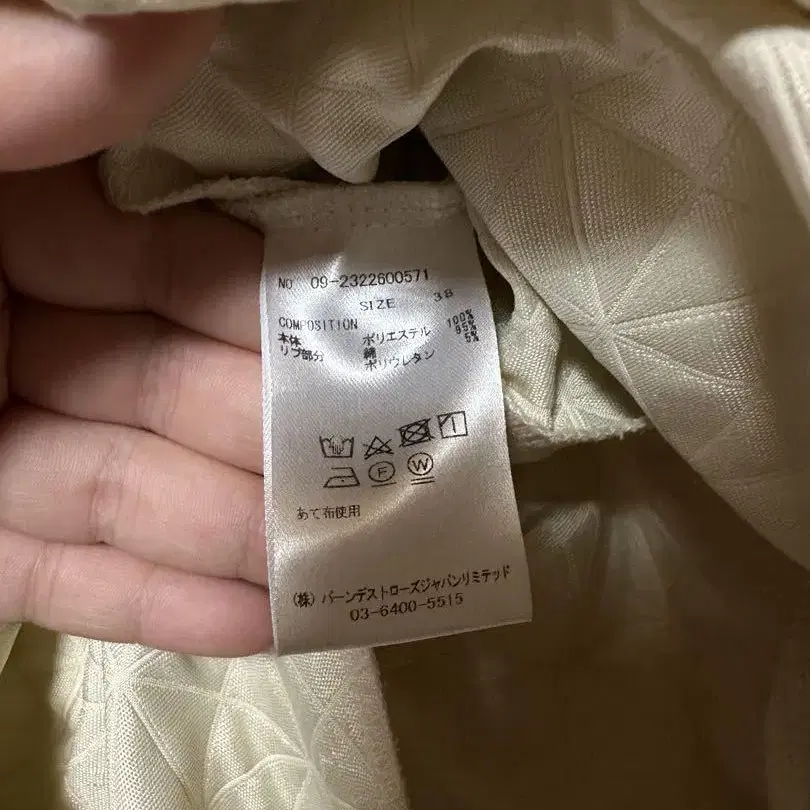 NO 09-2322600571
SIZE 38
COMPOSITION
本体 ポリエステル 100%
リブ部分 綿 95%
ポリウレタン 5%
F W
あて布使用
(株) バーンデストローズジャパンリミテッド
03-6400-5515